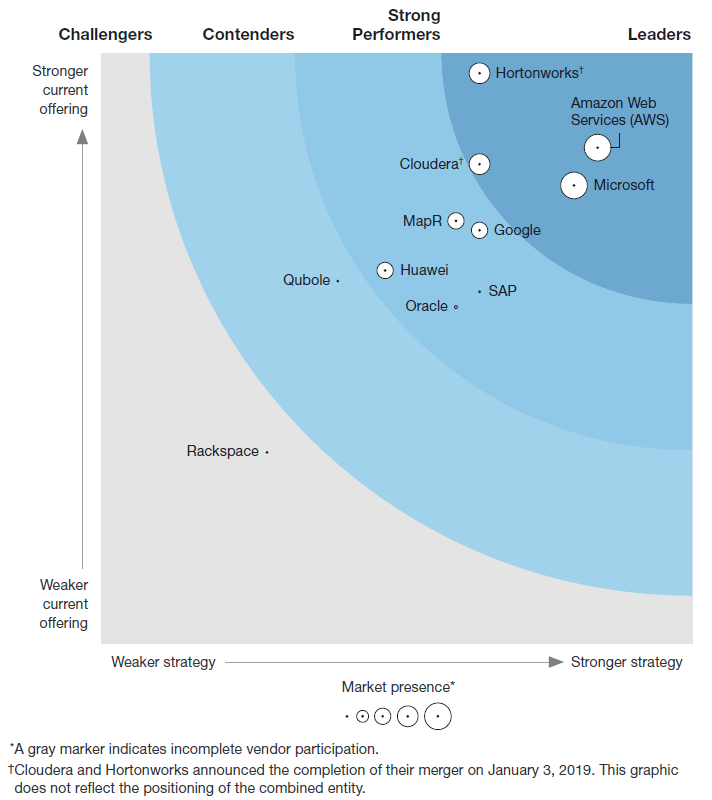 Challengers
Contenders
Strong
Performers
Leaders
Stronger
current
offering
Hortonworks†
Amazon Web
Services (AWS)
Cloudera†
Microsoft
MapR
Google
Huawei
Qubole
SAP
Oracle
Rackspace
Weaker
current
offering
Weaker strategy
Stronger strategy
Market presence*
*A gray marker indicates incomplete vendor participation.
†Cloudera and Hortonworks announced the completion of their merger on January 3, 2019. This graphic
does not reflect the positioning of the combined entity.